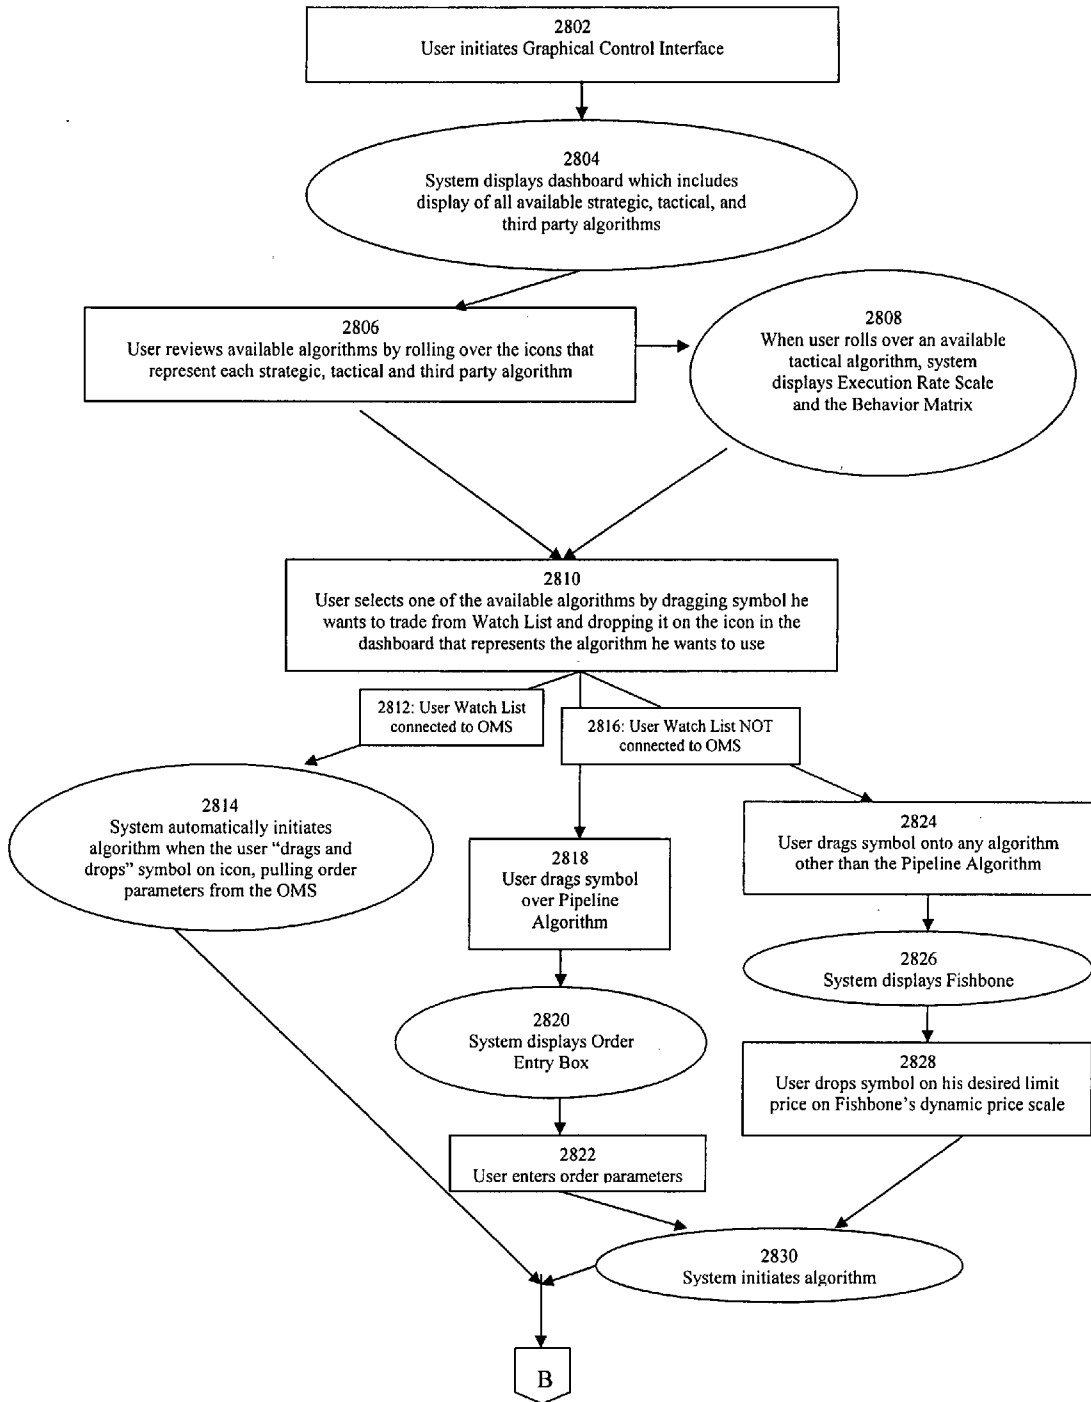 2802
User initiates Graphical Control Interface
2804
System displays dashboard which includes
display of all available strategic, tactical, and
third party algorithms
2806
User reviews available algorithms by rolling over the icons that
represent each strategic, tactical and third party algorithm
2808
When user rolls over an available
tactical algorithm, system
displays Execution Rate Scale
and the Behavior Matrix
2810
User selects one of the available algorithms by dragging symbol he
wants to trade from Watch List and dropping it on the icon in the
dashboard that represents the algorithm he wants to use
2812: User Watch List
connected to OMS
2816: User Watch List NOT
connected to OMS
2814
System automatically initiates
algorithm when the user “drags and
drops” symbol on icon, pulling order
parameters from the OMS
2818
User drags symbol
over Pipeline
Algorithm
2824
User drags symbol onto any algorithm
other than the Pipeline Algorithm
2826
System displays Fishbone
2820
System displays Order
Entry Box
2828
User drops symbol on his desired limit
price on Fishbone’s dynamic price scale
2822
User enters order parameters
2830
System initiates algorithm
B